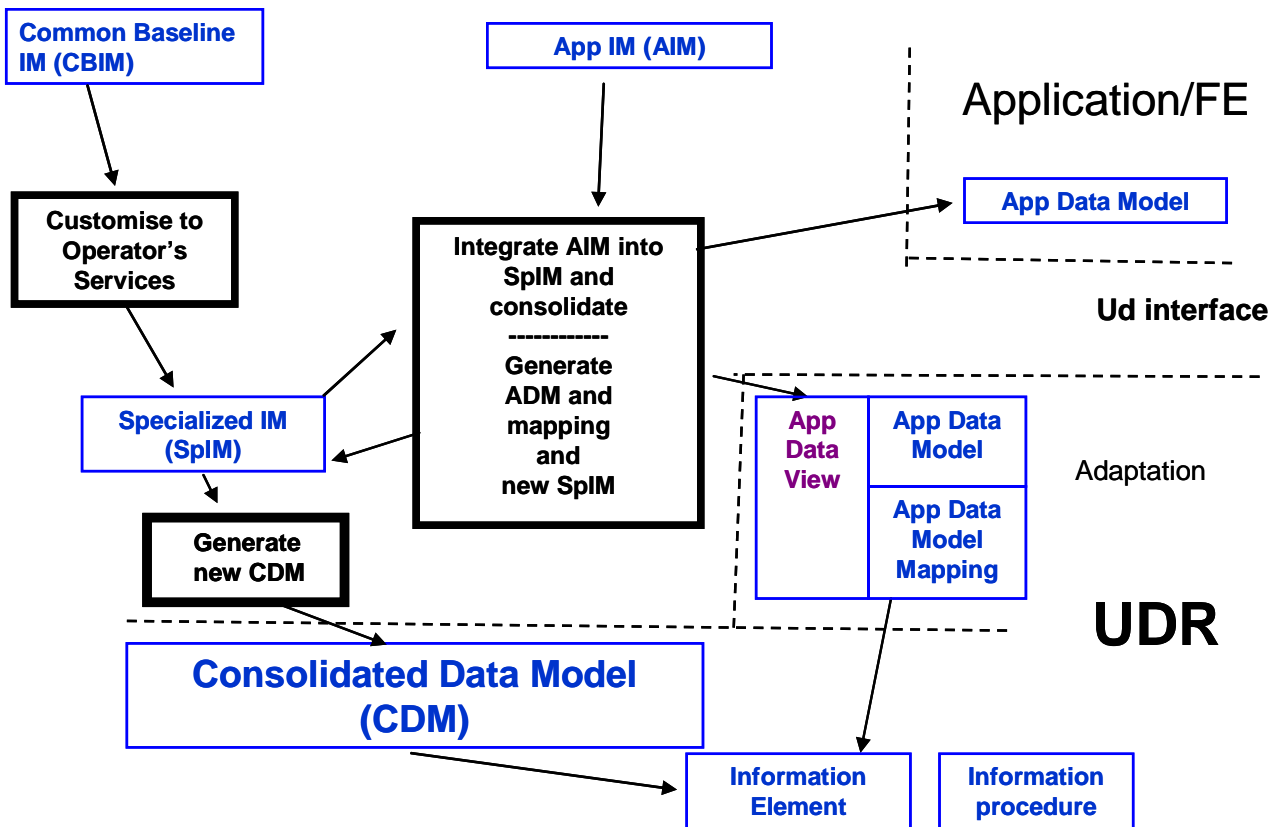 Common Baseline
IM (CBIM)
App IM (AIM)
Application/FE
App Data Model
Customise to
Operator's
Services
Integrate AIM into
SpIM and
consolidate
------------
Generate
ADM and
mapping
and
new SpIM
Ud interface
Specialized IM
(SpIM)
App
Data
View
App Data
Model
App Data
Model
Mapping
Adaptation
Generate
new CDM
UDR
Consolidated Data Model
(CDM)
Information
Element
Information
procedure